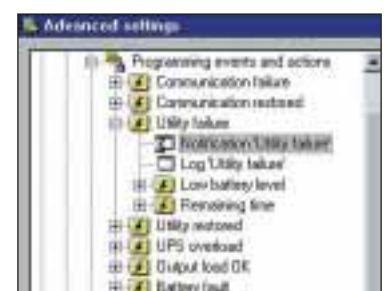 Advanced settings
Programming events and actions
Communication failure
Communication restored
Utility failure
Notification 'Utility failure'
Log 'Utility failure'
Low battery level
Remaining time
Utility restored
UPS overload
Output load OK
Battery fault